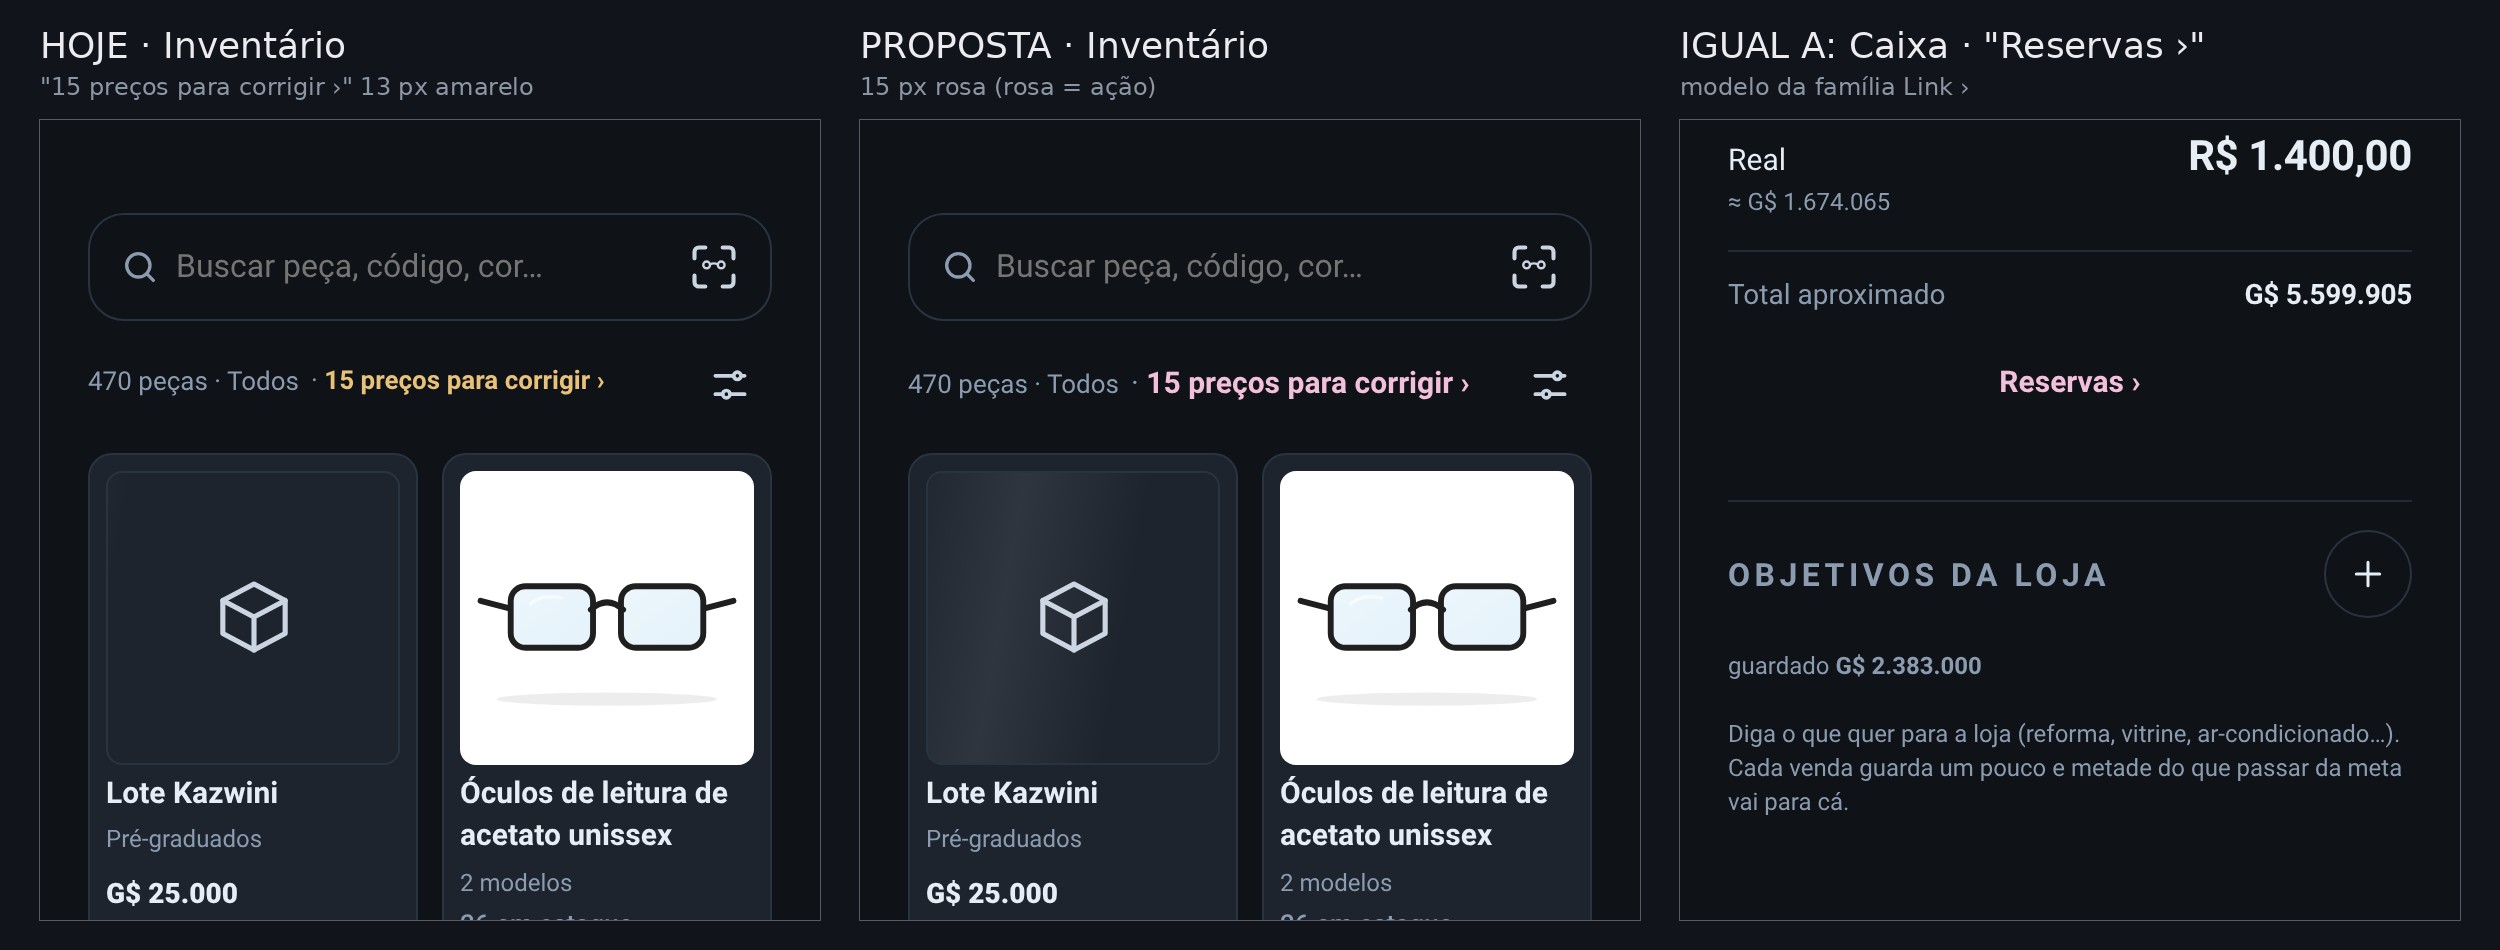 HOJE · Inventário
"15 preços para corrigir ›" 13 px amarelo
Buscar peça, código, cor...
470 peças · Todos · 15 preços para corrigir ›
Lote Kazwini
Pré-graduados
G$ 25.000
Óculos de leitura de
acetato unissex
2 modelos
PROPOSTA · Inventário
15 px rosa (rosa = ação)
Buscar peça, código, cor...
470 peças · Todos · 15 preços para corrigir ›
Lote Kazwini
Pré-graduados
G$ 25.000
Óculos de leitura de
acetato unissex
2 modelos
IGUAL A: Caixa · "Reservas ›"
modelo da família Link ›
Real R$ 1.400,00
≈ G$ 1.674.065
Total aproximado G$ 5.599.905
Reservas ›
OBJETIVOS DA LOJA
guardado G$ 2.383.000
Diga o que quer para a loja (reforma, vitrine, ar-condicionado...).
Cada venda guarda um pouco e metade do que passar da meta
vai para cá.